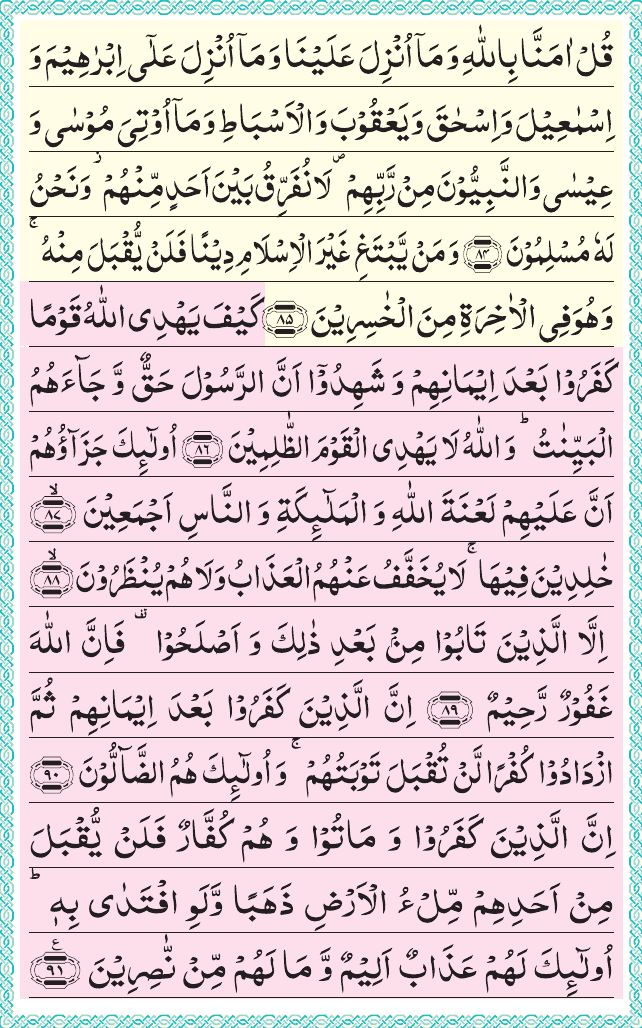 قُلۡ اٰمَنَّا بِاللّٰهِ وَمَاۤ اُنۡزِلَ عَلَيۡنَا وَمَاۤ اُنۡزِلَ عَلٰٓى اِبۡرٰهِيۡمَ وَ
اِسۡمٰعِيۡلَ وَاِسۡحٰقَ وَيَعۡقُوۡبَ وَالۡاَسۡبَاطِ وَمَاۤ اُوۡتِىَ مُوۡسٰى وَ
عِيۡسٰى وَالنَّبِيُّوۡنَ مِنۡ رَّبِّهِمۡ ۖ لَا نُفَرِّقُ بَيۡنَ اَحَدٍ مِّنۡهُمۡ ۡ وَنَحۡنُ
لَهٗ مُسۡلِمُوۡنَ ﴿۸۴﴾ وَمَنۡ يَّبۡتَغِ غَيۡرَ الۡاِسۡلَامِ دِيۡنًا فَلَنۡ يُّقۡبَلَ مِنۡهُ ۚ
وَهُوَ فِى الۡاٰخِرَةِ مِنَ الۡخٰسِرِيۡنَ ﴿۸۵﴾ كَيۡفَ يَهۡدِى اللّٰهُ قَوۡمًا
كَفَرُوۡا بَعۡدَ اِيۡمَانِهِمۡ وَ شَهِدُوۡۤا اَنَّ الرَّسُوۡلَ حَقٌّ وَّ جَآءَهُمُ
الۡبَيِّنٰتُ ؕ وَاللّٰهُ لَا يَهۡدِى الۡقَوۡمَ الظّٰلِمِيۡنَ ﴿۸۶﴾ اُولٰٓئِكَ جَزَآؤُهُمۡ
اَنَّ عَلَيۡهِمۡ لَعۡنَةَ اللّٰهِ وَ الۡمَلٰٓئِكَةِ وَ النَّاسِ اَجۡمَعِيۡنَ ۙ ﴿۸۷﴾
خٰلِدِيۡنَ فِيۡهَا ۚ لَا يُخَفَّفُ عَنۡهُمُ الۡعَذَابُ وَلَا هُمۡ يُنۡظَرُوۡنَ ۙ ﴿۸۸﴾
اِلَّا الَّذِيۡنَ تَابُوۡا مِنۡۢ بَعۡدِ ذٰلِكَ وَ اَصۡلَحُوۡا ۟ فَاِنَّ اللّٰهَ
غَفُوۡرٌ رَّحِيۡمٌ ﴿۸۹﴾ اِنَّ الَّذِيۡنَ كَفَرُوۡا بَعۡدَ اِيۡمَانِهِمۡ ثُمَّ
ازۡدَادُوۡا كُفۡرًا لَّنۡ تُقۡبَلَ تَوۡبَتُهُمۡ ۚ وَاُولٰٓئِكَ هُمُ الضَّآلُّوۡنَ ﴿۹۰﴾
اِنَّ الَّذِيۡنَ كَفَرُوۡا وَ مَاتُوۡا وَ هُمۡ كُفَّارٌ فَلَنۡ يُّقۡبَلَ
مِنۡ اَحَدِهِمۡ مِّلۡءُ الۡاَرۡضِ ذَهَبًا وَّلَوِ افۡتَدٰى بِهٖ ؕ
اُولٰٓئِكَ لَهُمۡ عَذَابٌ اَلِيۡمٌ وَّ مَا لَهُمۡ مِّنۡ نّٰصِرِيۡنَ ﴿۹۱﴾ ع